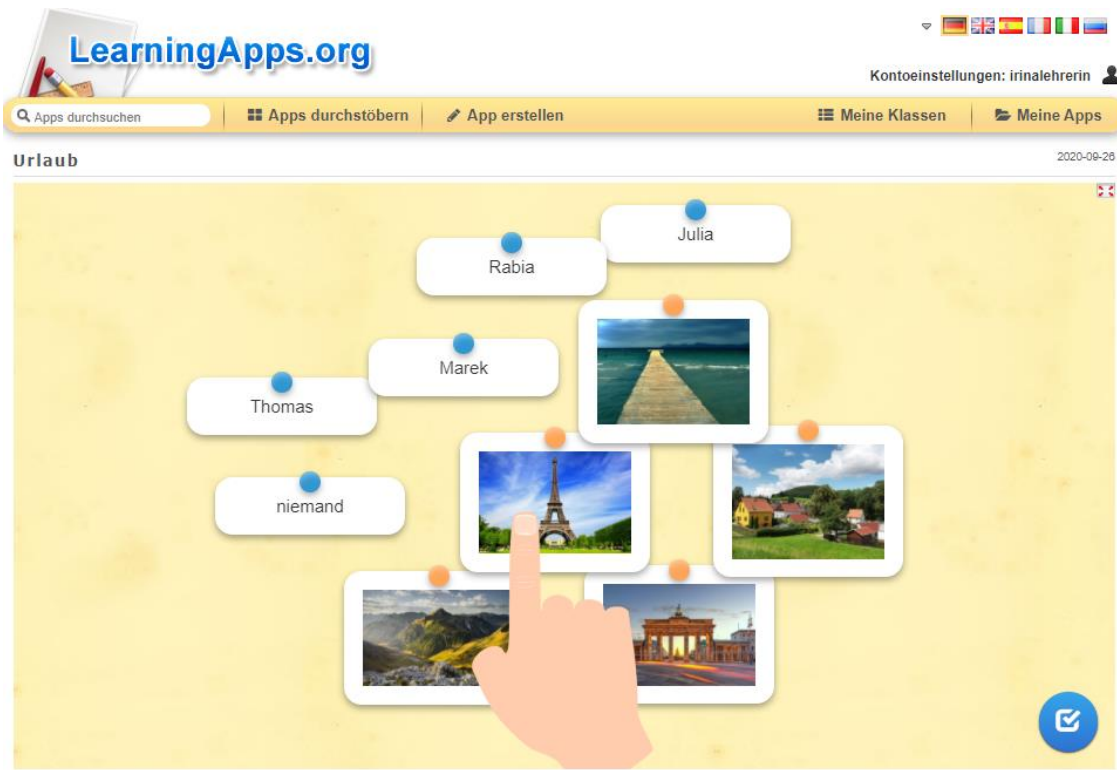 LearningApps.org
Kontoeinstellungen: irinalehrerin
Apps durchsuchen
Apps durchstöbern
App erstellen
Meine Klassen
Meine Apps
Urlaub
2020-09-26
Julia
Rabia
Marek
Thomas
niemand